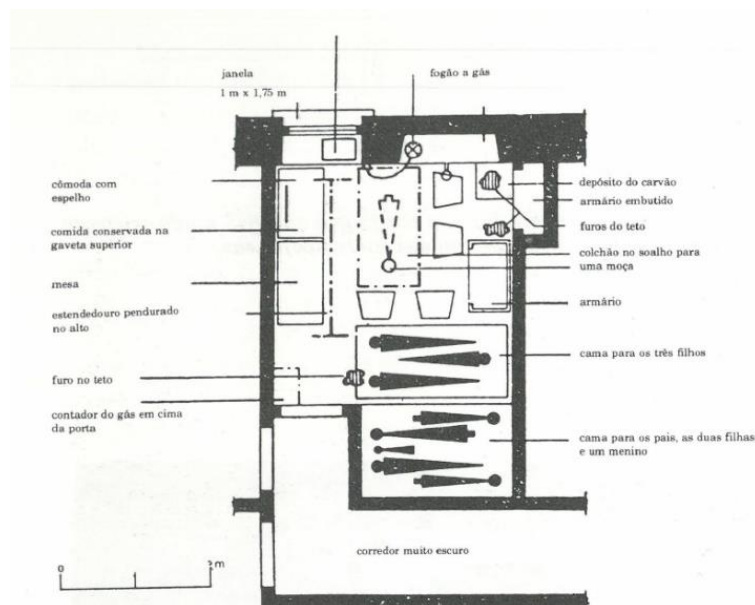 janela
1 m x 1,75 m
fogão a gás
cômoda com
espelho
comida conservada na
gaveta superior
mesa
estendedouro pendurado
no alto
furo no teto
contador do gás em cima
da porta
depósito do carvão
armário embutido
furos do teto
colchão no soalho para
uma moça
armário
cama para os três filhos
cama para os pais, as duas filhas
e um menino
corredor muito escuro
0 1 m